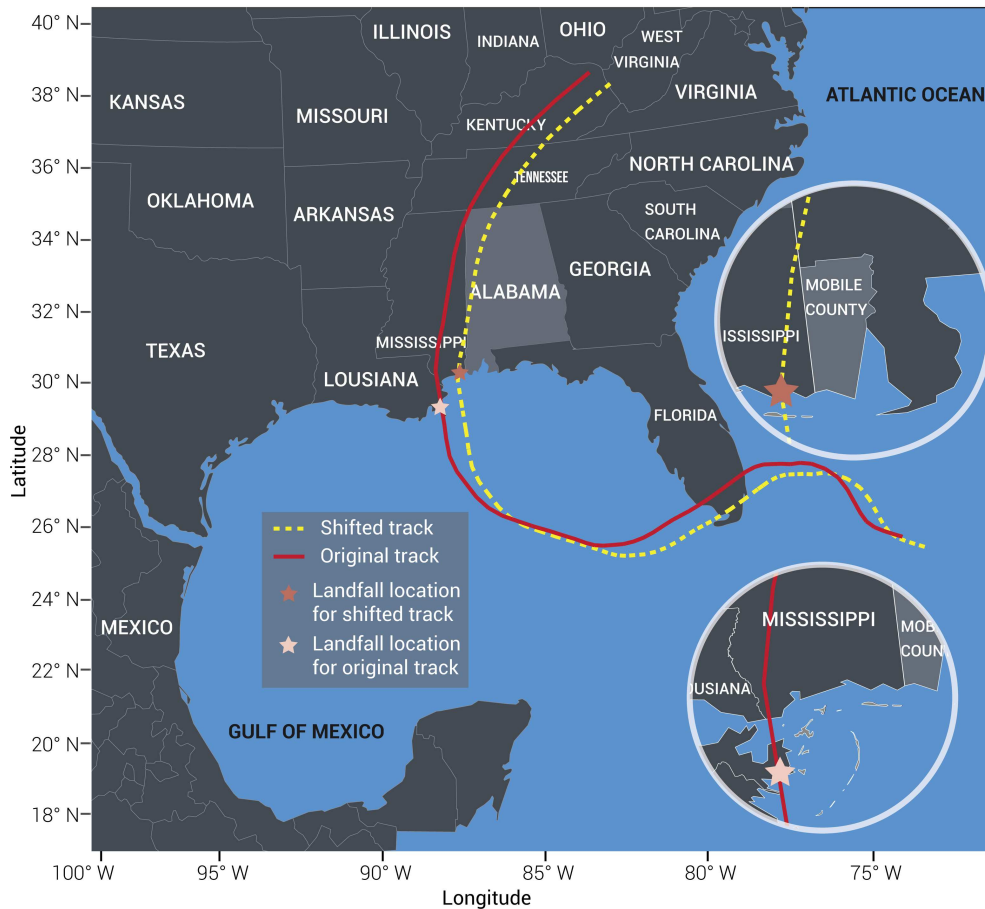 40° N
38° N
36° N
34° N
32° N
30° N
28° N
26° N
24° N
22° N
20° N
18° N
Latitude
100° W
95° W
90° W
85° W
80° W
75° W
Longitude
ILLINOIS
INDIANA
OHIO
WEST
VIRGINIA
KANSAS
MISSOURI
VIRGINIA
ATLANTIC OCEAN
KENTUCKY
NORTH CAROLINA
TENNESSEE
OKLAHOMA
ARKANSAS
SOUTH
CAROLINA
GEORGIA
ALABAMA
MISSISSIPPI
TEXAS
LOUSIANA
FLORIDA
MOBILE
COUNTY
ISSISSIPPI
Shifted track
Original track
Landfall location
for shifted track
Landfall location
for original track
MEXICO
GULF OF MEXICO
MISSISSIPPI
MOB
COUN
OUSIANA